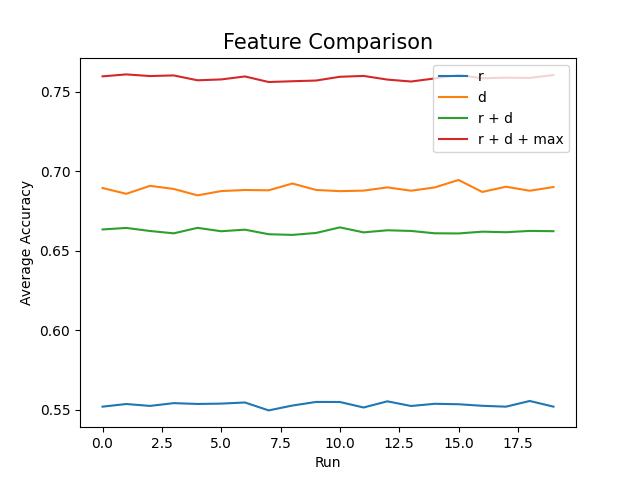 Feature Comparison
r
d
r + d
r + d + max
Average Accuracy
0.75
0.70
0.65
0.60
0.55
0.0 2.5 5.0 7.5 10.0 12.5 15.0 17.5
Run